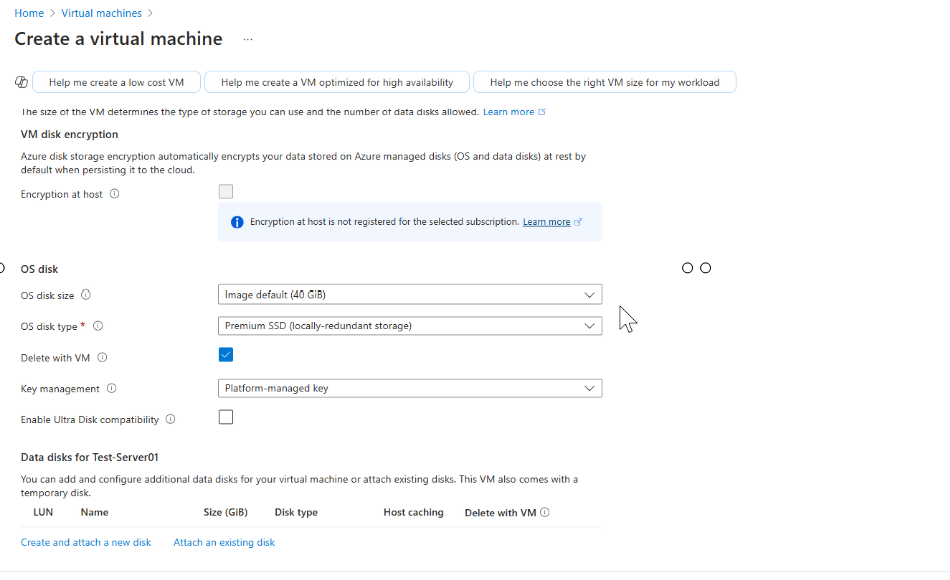 Home > Virtual machines >
Create a virtual machine ...
Help me create a low cost VM Help me create a VM optimized for high availability Help me choose the right VM size for my workload
The size of the VM determines the type of storage you can use and the number of data disks allowed. Learn more
VM disk encryption
Azure disk storage encryption automatically encrypts your data stored on Azure managed disks (OS and data disks) at rest by
default when persisting it to the cloud.
Encryption at host
Encryption at host is not registered for the selected subscription. Learn more
OS disk
OS disk size Image default (40 GiB)
OS disk type * Premium SSD (locally-redundant storage)
Delete with VM
Key management Platform-managed key
Enable Ultra Disk compatibility
Data disks for Test-Server01
You can add and configure additional data disks for your virtual machine or attach existing disks. This VM also comes with a
temporary disk.
LUN Name Size (GiB) Disk type Host caching Delete with VM
Create and attach a new disk Attach an existing disk